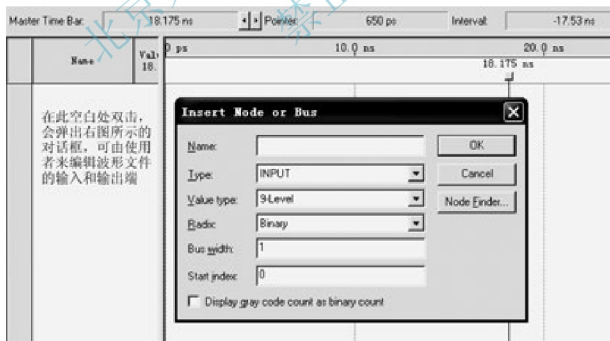 Master Time Bar: 18.175 ns Pointer: 650 ps Interval: -17.53 ns
Name
18.
0 ps 10.0 ns 20.0 ns
18.175 ns
在此空白处双击，
会弹出右图所示的
对话框，可由使用
者来编辑波形文件
的输入和输出端
Insert Node or Bus
Name: OK
Type: INPUT Cancel
Value type: 9-Level Node Finder...
Radix: Binary
Bus width: 1
Start index: 0
Display gray code count as binary count